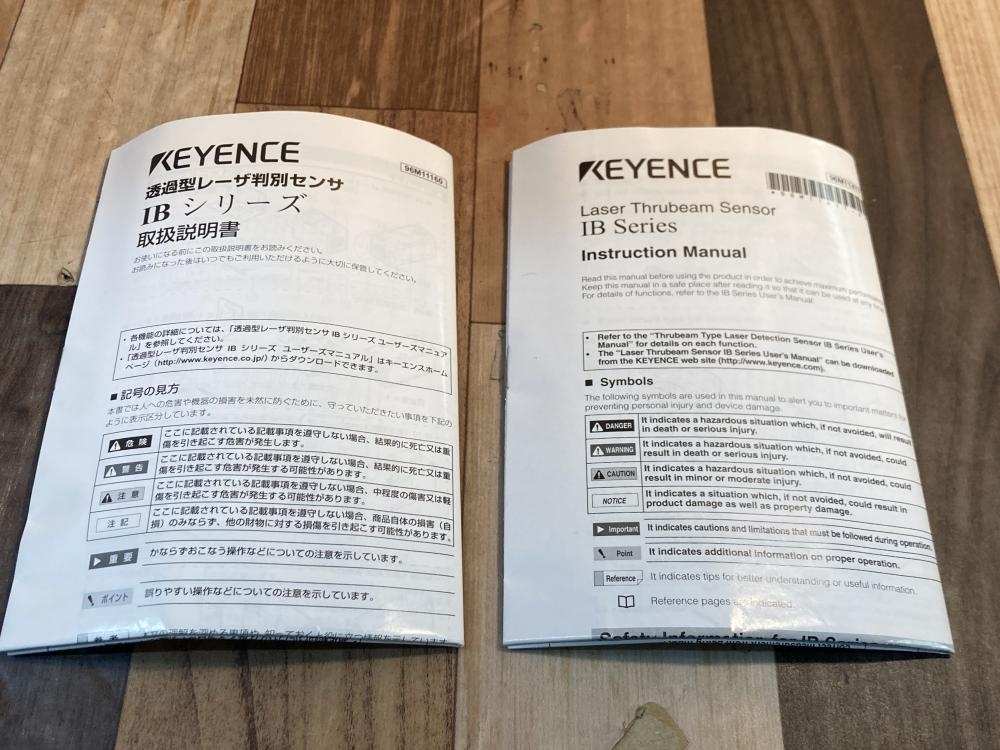 KEYENCE
96M11160
透過型レーザ判別センサ
IB シリーズ
取扱説明書
お使いになる前にこの取扱説明書をお読みください。
お読みになった後はいつでもご利用いただけるように大切に保管してください。
• 各機能の詳細については、「透過型レーザ判別センサ IB シリーズ ユーザーズマニュア
ル」を参照してください。
• 「透過型レーザ判別センサ IB シリーズ ユーザーズマニュアル」はキーエンスホーム
ページ (http://www.keyence.co.jp/) からダウンロードできます。
■ 記号の見方
本書では人への危害や機器の損害を未然に防ぐために、守っていただきたい事項を下記の
ように表示区分しています。
危険 ここに記載されている記載事項を遵守しない場合、結果的に死亡又は重
傷を引き起こす危害が発生します。
警告 ここに記載されている記載事項を遵守しない場合、結果的に死亡又は重
傷を引き起こす危害が発生する可能性があります。
注意 ここに記載されている記載事項を遵守しない場合、中程度の傷害又は軽
傷を引き起こす危害が発生する可能性があります。
注記 ここに記載されている記載事項を遵守しない場合、商品自体の損害(自
損)のみならず、他の財物に対する損傷を引き起こす可能性があります。
重要 かならずおこなう操作などについての注意を示しています。
ポイント 誤りやすい操作などについての注意を示しています。
KEYENCE
Laser Thrubeam Sensor
IB Series
Instruction Manual
Read this manual before using the product in order to achieve maximum
Keep this manual in a safe place after reading it so that it can be used at any
For details of functions, refer to the IB Series User's Manual.
• Refer to the "Thrubeam Type Laser Detection Sensor IB Series User's
Manual" for details on each function.
• The "Laser Thrubeam Sensor IB Series User's Manual" can be downloaded
from the KEYENCE web site (http://www.keyence.com).
■ Symbols
The following symbols are used in this manual to alert you to important matters for
preventing personal injury and device damage.
DANGER It indicates a hazardous situation which, if not avoided, will result
in death or serious injury.
WARNING It indicates a hazardous situation which, if not avoided, could
result in death or serious injury.
CAUTION It indicates a hazardous situation which, if not avoided, could
result in minor or moderate injury.
NOTICE It indicates a situation which, if not avoided, could result in
product damage as well as property damage.
Important It indicates cautions and limitations that must be followed during operation.
Point It indicates additional information on proper operation.
Reference It indicates tips for better understanding or useful information.
Reference pages are indicated.
Safety Information for IB Series